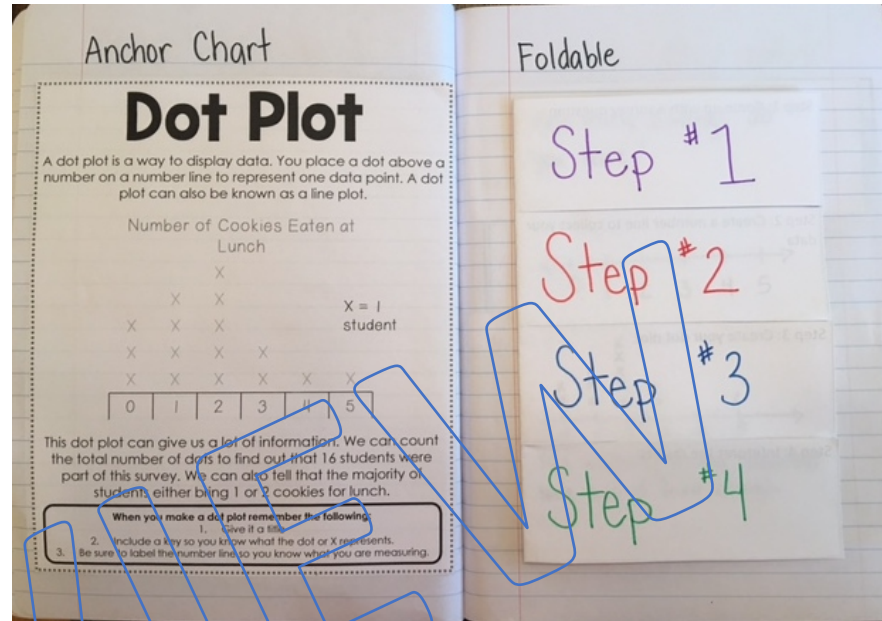 Anchor Chart
Dot Plot
A dot plot is a way to display data. You place a dot above a
number on a number line to represent one data point. A dot
plot can also be known as a line plot.
Number of Cookies Eaten at
Lunch
X
X X
X = 1
student
X X X
X X X X
X X X X X X
0 1 2 3 4 5
This dot plot can give us a lot of information. We can count
the total number of dots to find out that 16 students were
part of this survey. We can also tell that the majority of
students either bring 1 or 2 cookies for lunch.
When you make a dot plot remember the following:
1. Give it a title
2. Include a key so you know what the dot or X represents.
3. Be sure to label the number line so you know what you are measuring.
Foldable
Step #1
Step #2
Step #3
Step #4